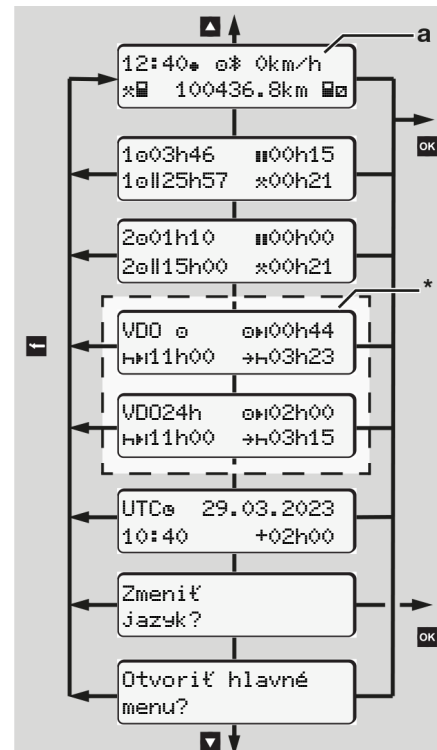 a
12:40 0km/h
100436.8km
OK
1 03h46 00h15
1 25h57 00h21
2 01h10 00h00
2 15h00 00h21
*
VDO 00h44
11h00 03h23
VDO24h 02h00
11h00 03h15
UTC 29.03.2023
10:40 +02h00
Zmeniť
jazyk?
OK
Otvoriť hlavné
menu?